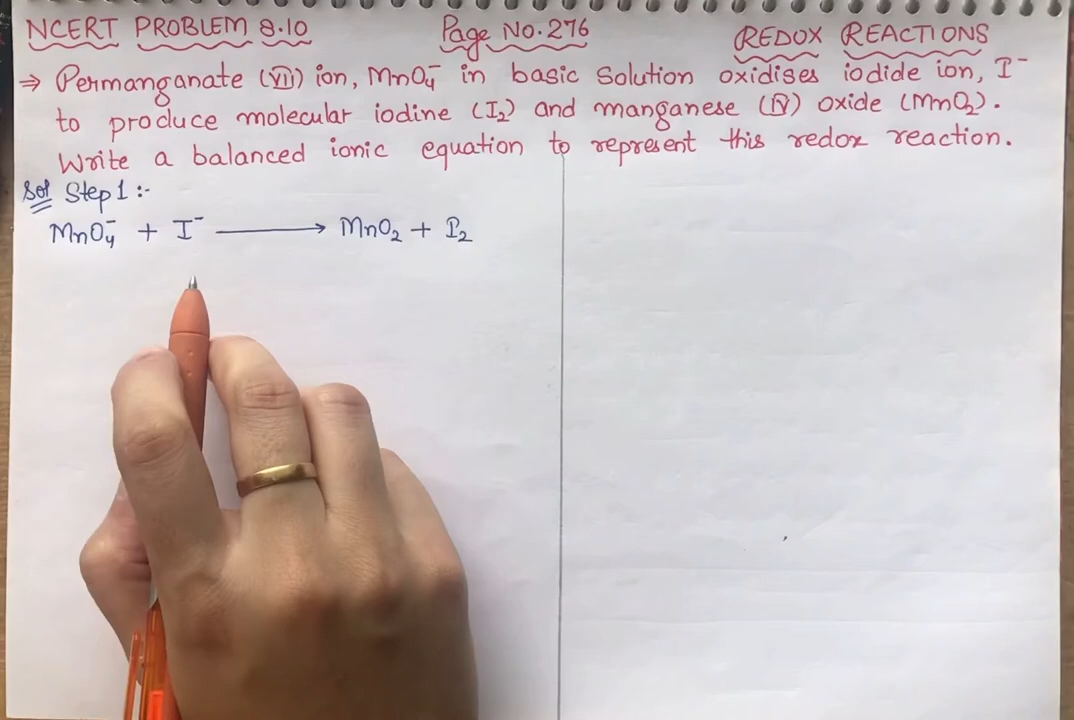 NCERT PROBLEM 8.10 Page No. 276 REDOX REACTIONS
⇒ Permanganate (VII) ion, MnO₄⁻ in basic solution oxidises iodide ion, I⁻
to produce molecular iodine (I₂) and manganese (IV) oxide (MnO₂).
Write a balanced ionic equation to represent this redox reaction.
Sol Step 1 :-
MnO₄⁻ + I⁻ ⟶ MnO₂ + I₂